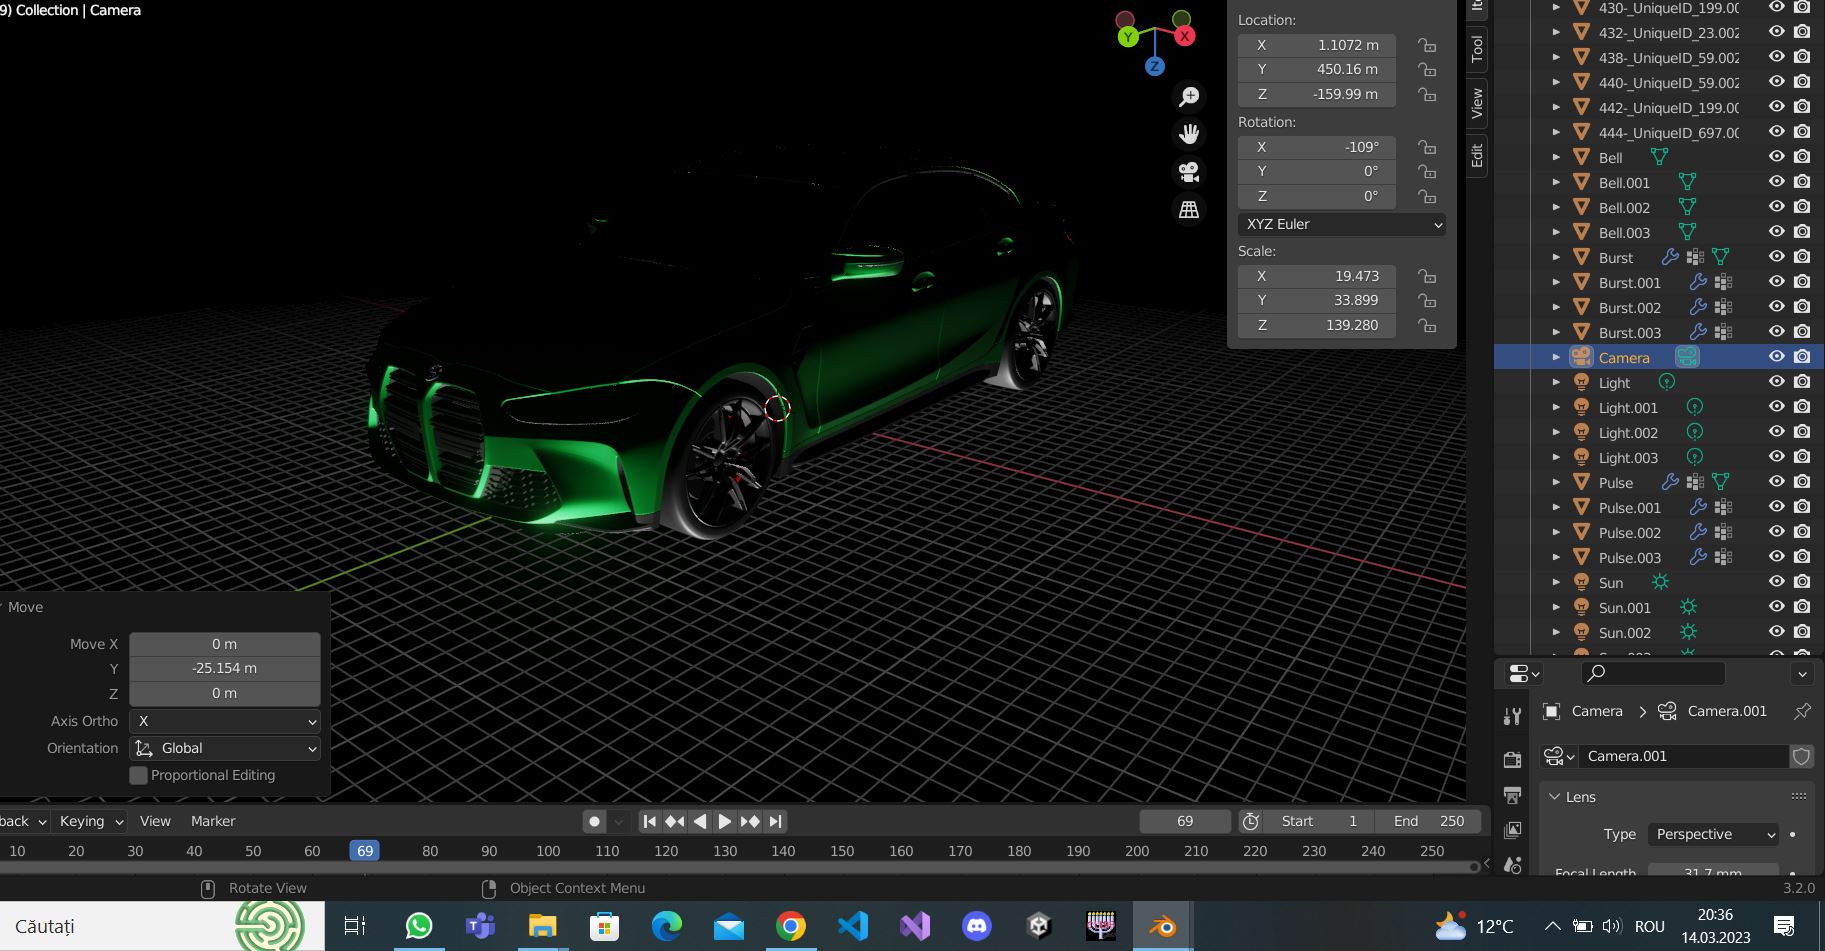 9) Collection | Camera
Y
X
Z
Location:
X 1.1072 m
Y 450.16 m
Z -159.99 m
Rotation:
X -109°
Y 0°
Z 0°
XYZ Euler
Scale:
X 19.473
Y 33.899
Z 139.280
Tool
View
Edit
430-_UniqueID_199.00
432-_UniqueID_23.002
438-_UniqueID_59.002
440-_UniqueID_59.002
442-_UniqueID_199.00
444-_UniqueID_697.00
Bell
Bell.001
Bell.002
Bell.003
Burst
Burst.001
Burst.002
Burst.003
Camera
Light
Light.001
Light.002
Light.003
Pulse
Pulse.001
Pulse.002
Pulse.003
Sun
Sun.001
Sun.002
Camera > Camera.001
Camera.001
Lens
Type Perspective
Focal Length 31.7 mm
Move
Move X 0 m
Y -25.154 m
Z 0 m
Axis Ortho X
Orientation Global
Proportional Editing
back Keying View Marker 69 Start 1 End 250
10 20 30 40 50 60 69 80 90 100 110 120 130 140 150 160 170 180 190 200 210 220 230 240 250
Rotate View Object Context Menu 3.2.0
Căutați 12°C ROU 20:36
14.03.2023